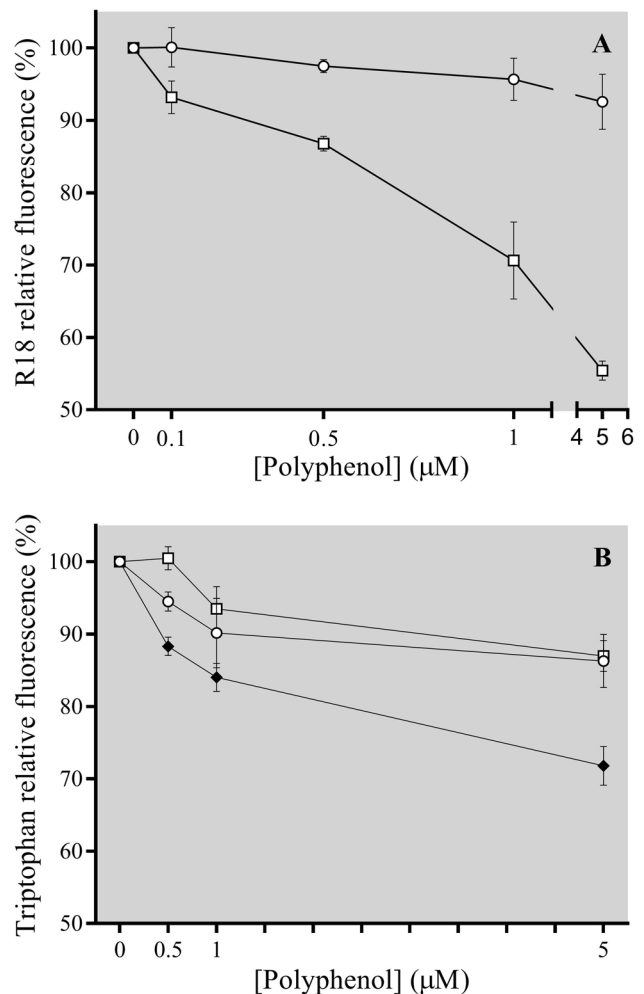 A
100
90
80
70
60
50
R18 relative fluorescence (%)
0 0.1 0.5 1 4 5 6
[Polyphenol] (μM)
B
100
90
80
70
60
50
Triptophan relative fluorescence (%)
0 0.5 1 5
[Polyphenol] (μM)